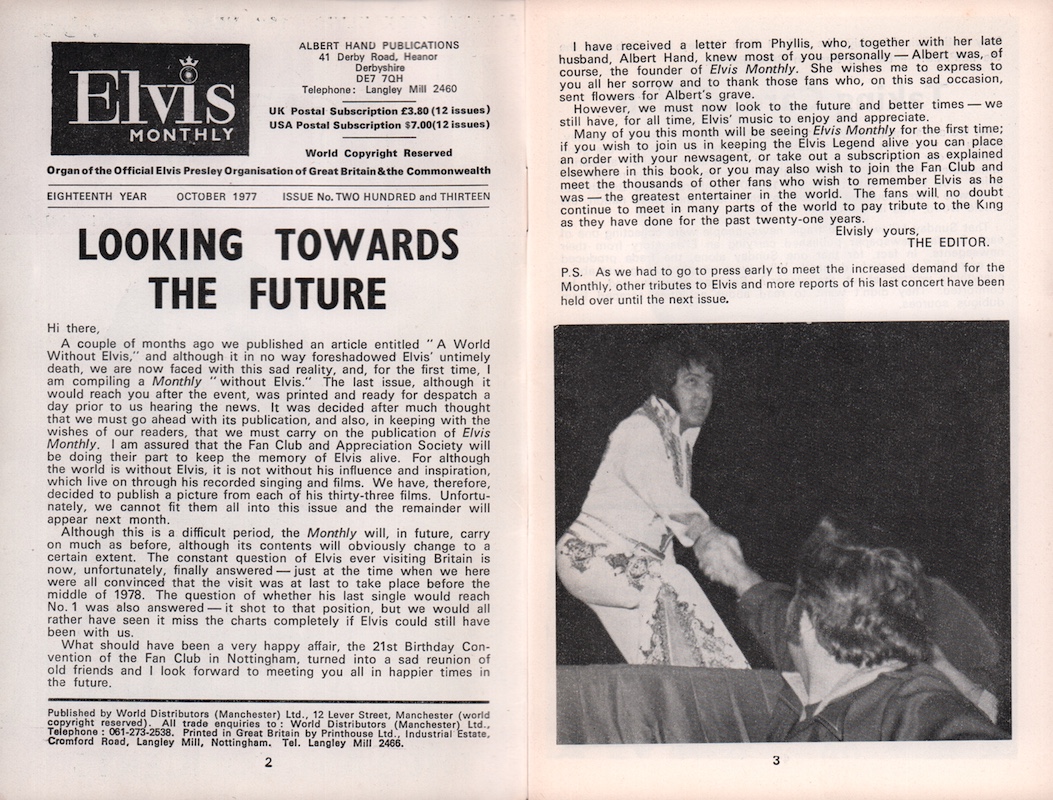 Elvis
MONTHLY
ALBERT HAND PUBLICATIONS
41 Derby Road, Heanor
Derbyshire
DE7 7QH
Telephone: Langley Mill 2460
UK Postal Subscription £3.80 (12 issues)
USA Postal Subscription $7.00 (12 issues)
World Copyright Reserved
Organ of the Official Elvis Presley Organisation of Great Britain & the Commonwealth
EIGHTEENTH YEAR OCTOBER 1977 ISSUE No. TWO HUNDRED and THIRTEEN
LOOKING TOWARDS
THE FUTURE
Hi there,
A couple of months ago we published an article entitled "A World
Without Elvis," and although it in no way foreshadowed Elvis' untimely
death, we are now faced with this sad reality, and, for the first time, I
am compiling a Monthly "without Elvis." The last issue, although it
would reach you after the event, was printed and ready for despatch a
day prior to us hearing the news. It was decided after much thought
that we must go ahead with its publication, and also, in keeping with the
wishes of our readers, that we must carry on the publication of Elvis
Monthly. I am assured that the Fan Club and Appreciation Society will
be doing their part to keep the memory of Elvis alive. For although
the world is without Elvis, it is not without his influence and inspiration,
which live on through his recorded singing and films. We have, therefore,
decided to publish a picture from each of his thirty-three films. Unfortu-
nately, we cannot fit them all into this issue and the remainder will
appear next month.
Although this is a difficult period, the Monthly will, in future, carry
on much as before, although its contents will obviously change to a
certain extent. The constant question of Elvis ever visiting Britain is
now, unfortunately, finally answered — just at the time when we here
were all convinced that the visit was at last to take place before the
middle of 1978. The question of whether his last single would reach
No. 1 was also answered — it shot to that position, but we would all
rather have seen it miss the charts completely if Elvis could still have
been with us.
What should have been a very happy affair, the 21st Birthday Con-
vention of the Fan Club in Nottingham, turned into a sad reunion of
old friends and I look forward to meeting you all in happier times in
the future.
Published by World Distributors (Manchester) Ltd., 12 Lever Street, Manchester (world
copyright reserved). All trade enquiries to: World Distributors (Manchester) Ltd.,
Telephone: 061-273-2538. Printed in Great Britain by Printhouse Ltd., Industrial Estate,
Cromford Road, Langley Mill, Nottingham. Tel. Langley Mill 2466.
2
I have received a letter from Phyllis, who, together with her late
husband, Albert Hand, knew most of you personally — Albert was, of
course, the founder of Elvis Monthly. She wishes me to express to
you all her sorrow and to thank those fans who, on this sad occasion,
sent flowers for Albert's grave.
However, we must now look to the future and better times — we
still have, for all time, Elvis' music to enjoy and appreciate.
Many of you this month will be seeing Elvis Monthly for the first time;
if you wish to join us in keeping the Elvis Legend alive you can place
an order with your newsagent, or take out a subscription as explained
elsewhere in this book, or you may also wish to join the Fan Club and
meet the thousands of other fans who wish to remember Elvis as he
was — the greatest entertainer in the world. The fans will no doubt
continue to meet in many parts of the world to pay tribute to the King
as they have done for the past twenty-one years.
Elvisly yours,
THE EDITOR.
P.S. As we had to go to press early to meet the increased demand for the
Monthly, other tributes to Elvis and more reports of his last concert have been
held over until the next issue.
3